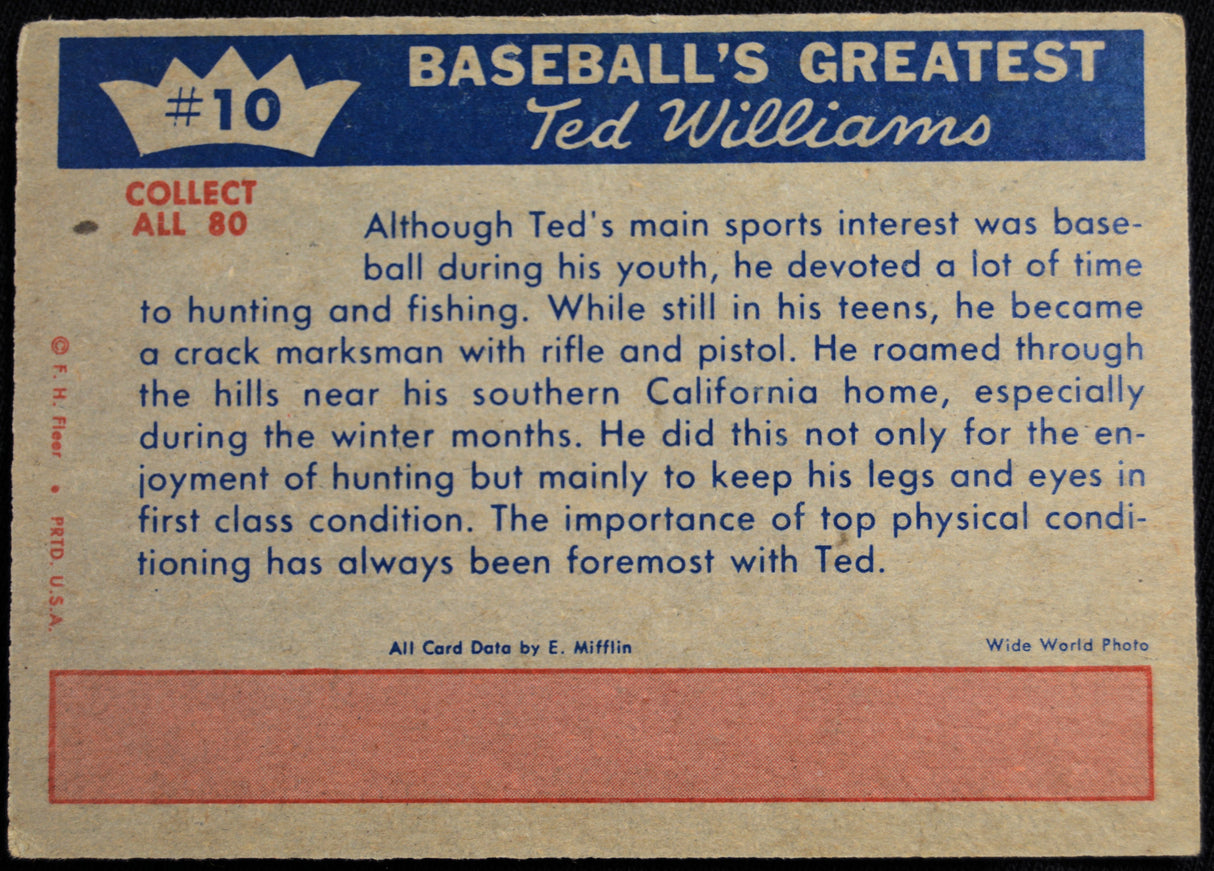 #10
BASEBALL'S GREATEST
Ted Williams
COLLECT
ALL 80
Although Ted's main sports interest was base-
ball during his youth, he devoted a lot of time
to hunting and fishing. While still in his teens, he became
a crack marksman with rifle and pistol. He roamed through
the hills near his southern California home, especially
during the winter months. He did this not only for the en-
joyment of hunting but mainly to keep his legs and eyes in
first class condition. The importance of top physical condi-
tioning has always been foremost with Ted.
© F. H. Fleer • PRTD. U.S.A.
All Card Data by E. Mifflin
Wide World Photo